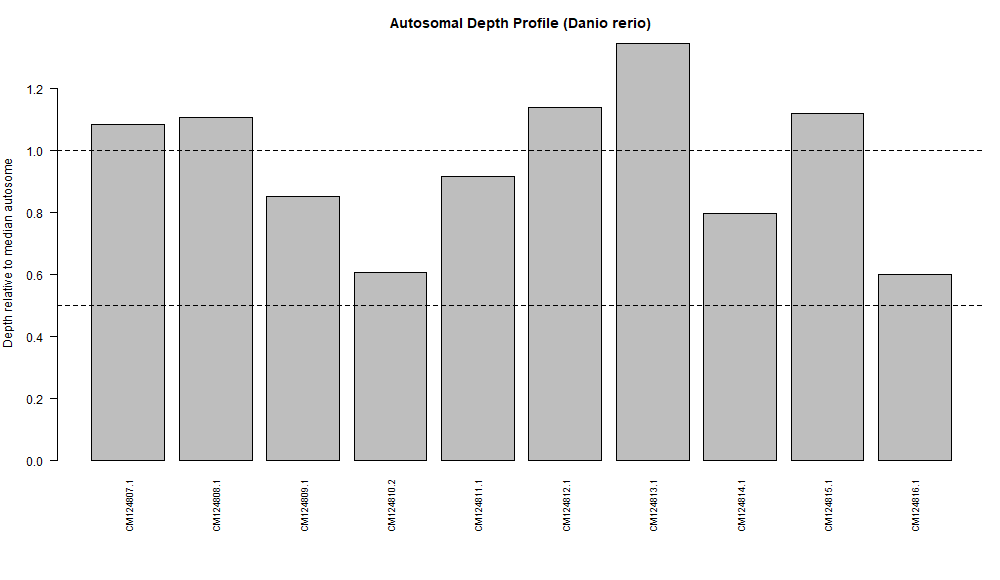 Autosomal Depth Profile (Danio rerio)
Depth relative to median autosome
1.2
1.0
0.8
0.6
0.4
0.2
0.0
CM124807.1
CM124808.1
CM124809.1
CM124810.2
CM124811.1
CM124812.1
CM124813.1
CM124814.1
CM124815.1
CM124816.1